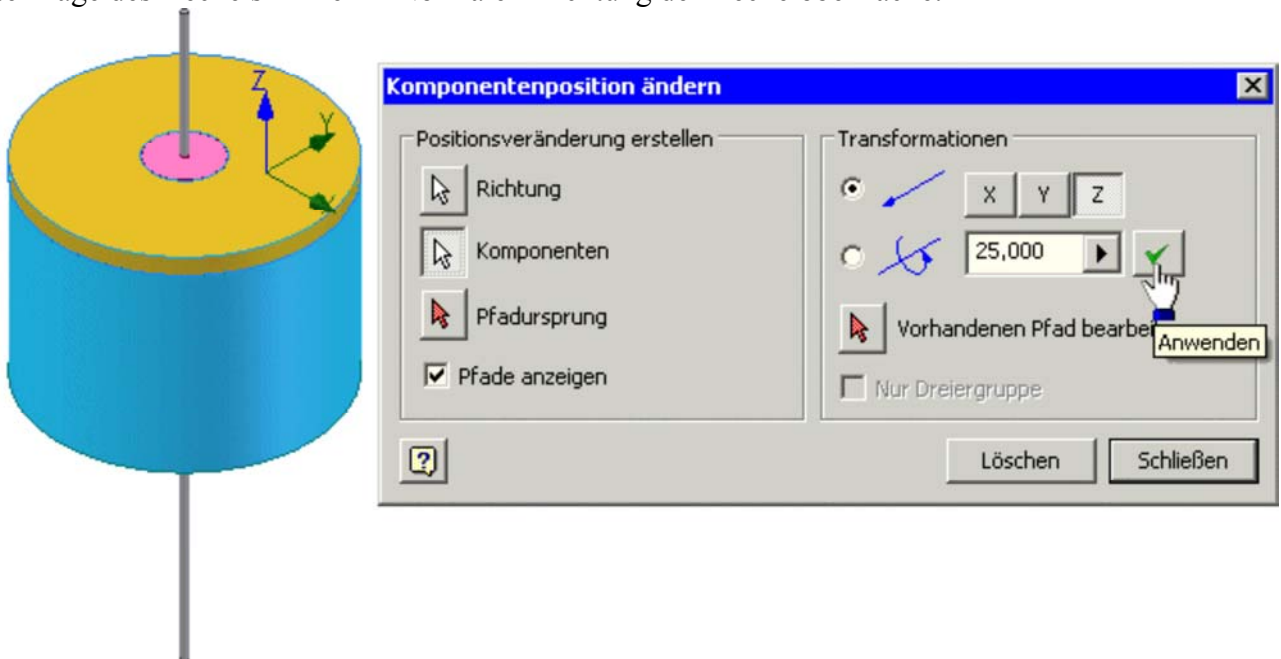 Z
Y
Komponentenposition ändern
Positionsveränderung erstellen
Richtung
Komponenten
Pfadursprung
Pfade anzeigen
Transformationen
X Y Z
25,000
Vorhandenen Pfad
Anwenden
Nur Dreiergruppe
Löschen Schließen